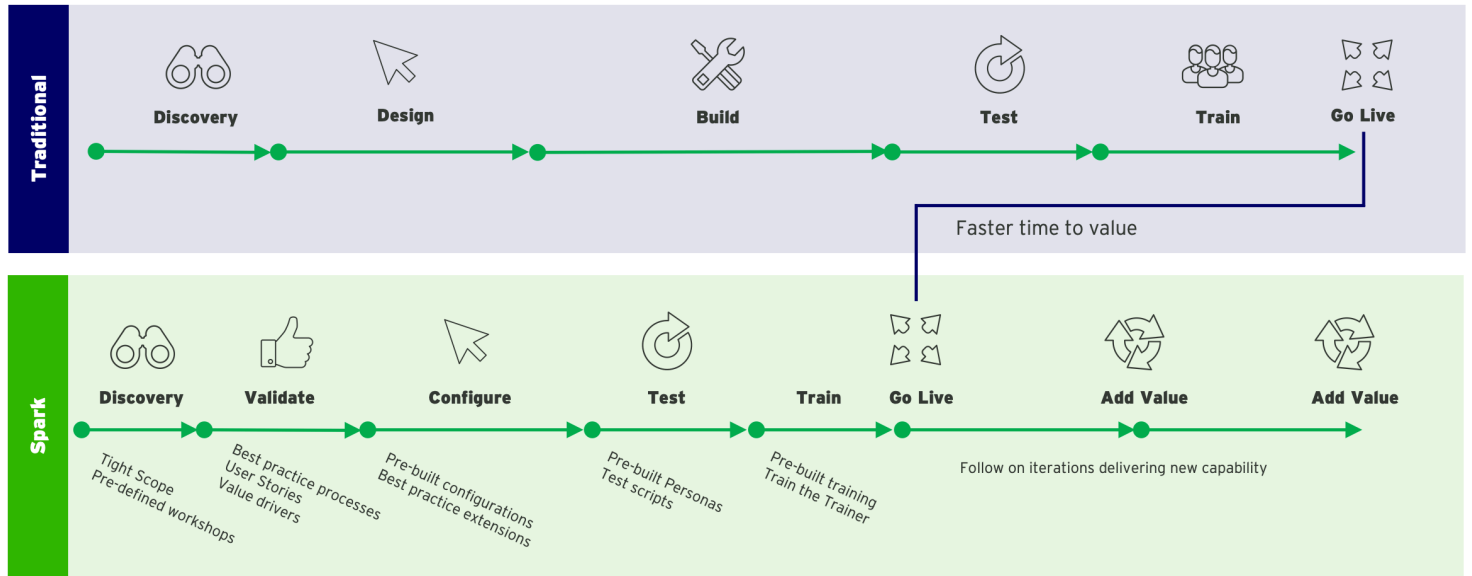 Traditional
Discovery
Design
Build
Test
Train
Go Live
Faster time to value
Spark
Discovery
Validate
Configure
Test
Train
Go Live
Add Value
Add Value
Tight Scope
Pre-defined workshops
Best practice processes
User Stories
Value drivers
Pre-built configurations
Best practice extensions
Pre-built Personas
Test scripts
Pre-built training
Train the Trainer
Follow on iterations delivering new capability